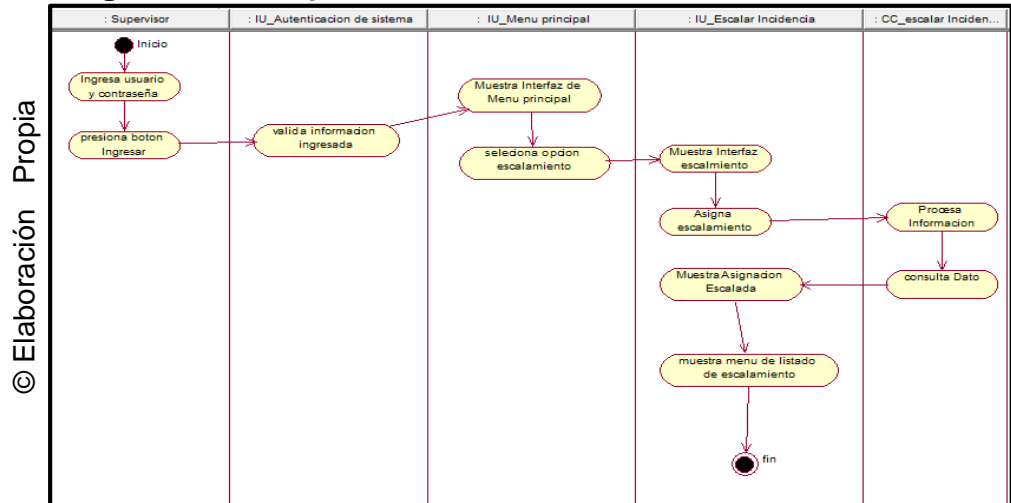 : Supervisor
: IU_Autenticacion de sistema
: IU_Menu principal
: IU_Escalar Incidencia
: CC_escalar Inciden...
Inicio
Ingresa usuario
y contraseña
presiona boton
Ingresar
valida informacion
ingresada
Muestra Interfaz de
Menu principal
seleciona opcion
escalamiento
Muestra Interfaz
escalmiento
Asigna
escalamiento
Procesa
Informacion
consulta Dato
Muestra Asignacion
Escalada
muestra menu de listado
de escalamiento
fin
© Elaboración Propia